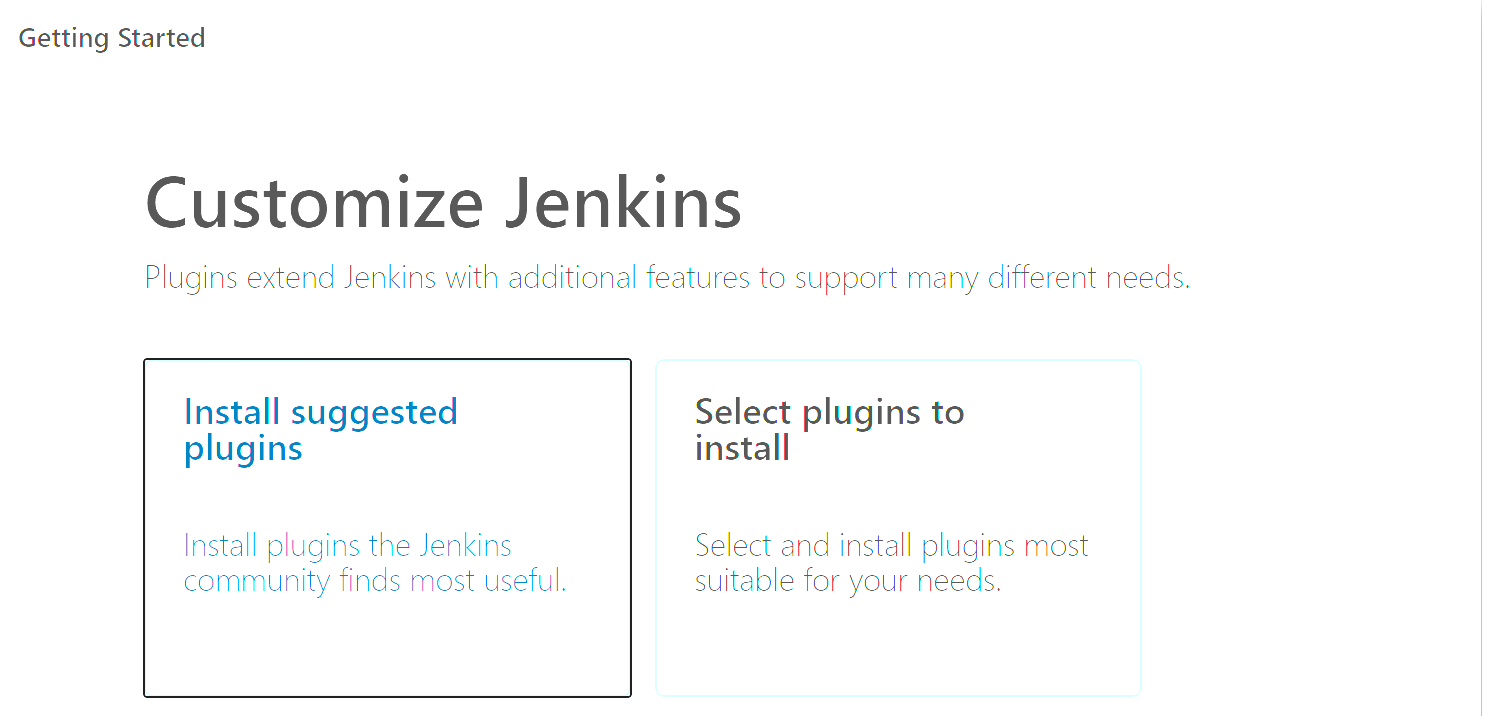 Getting Started
Customize Jenkins
Plugins extend Jenkins with additional features to support many different needs.
Install suggested
plugins
Install plugins the Jenkins
community finds most useful.
Select plugins to
install
Select and install plugins most
suitable for your needs.